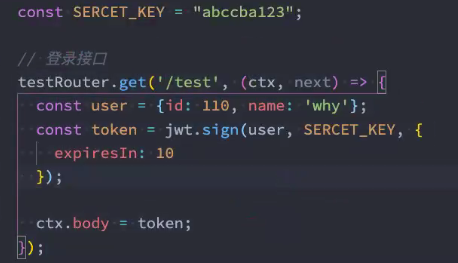 const SERCET_KEY = "abccba123";
// 登录接口
testRouter.get('/test', (ctx, next) => {
const user = {id: 110, name: 'why'};
const token = jwt.sign(user, SERCET_KEY, {
expiresIn: 10
});
ctx.body = token;
});